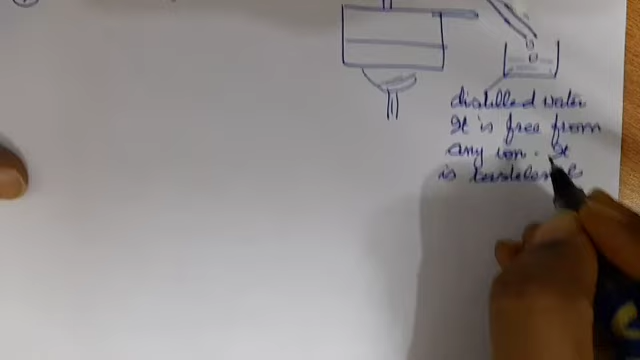 distilled water
It is free from
any ion. It
is